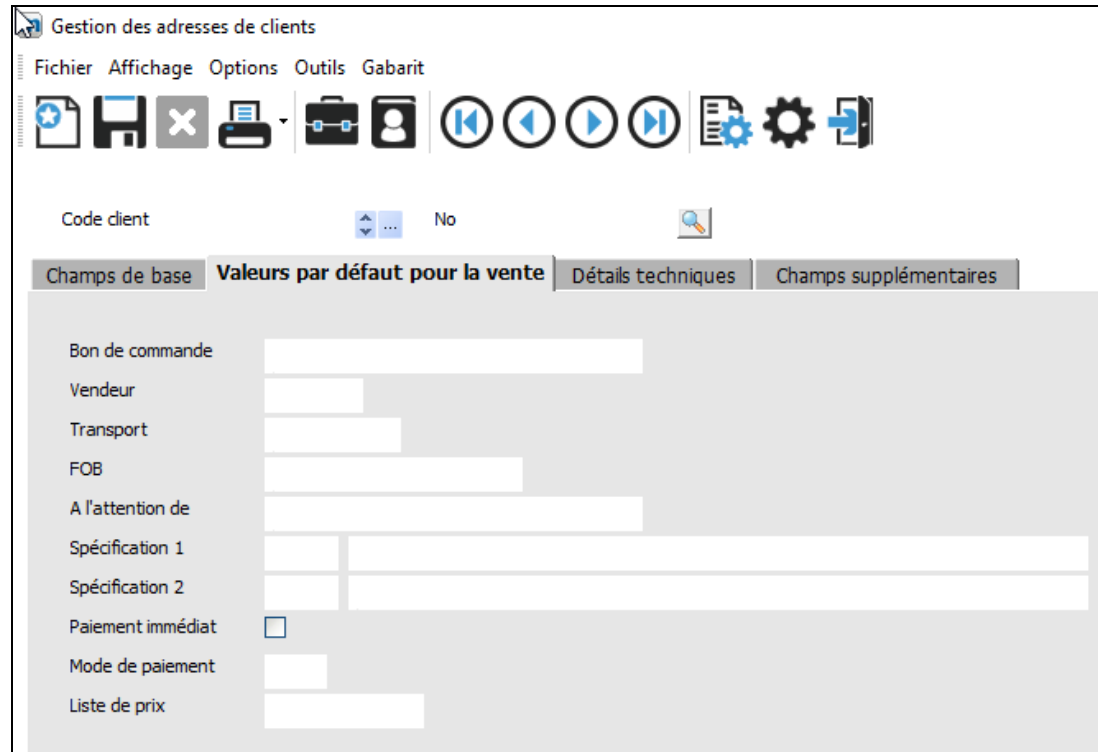 Gestion des adresses de clients
Fichier Affichage Options Outils Gabarit
Code client ... No
Champs de base Valeurs par défaut pour la vente Détails techniques Champs supplémentaires
Bon de commande
Vendeur
Transport
FOB
A l'attention de
Spécification 1
Spécification 2
Paiement immédiat
Mode de paiement
Liste de prix